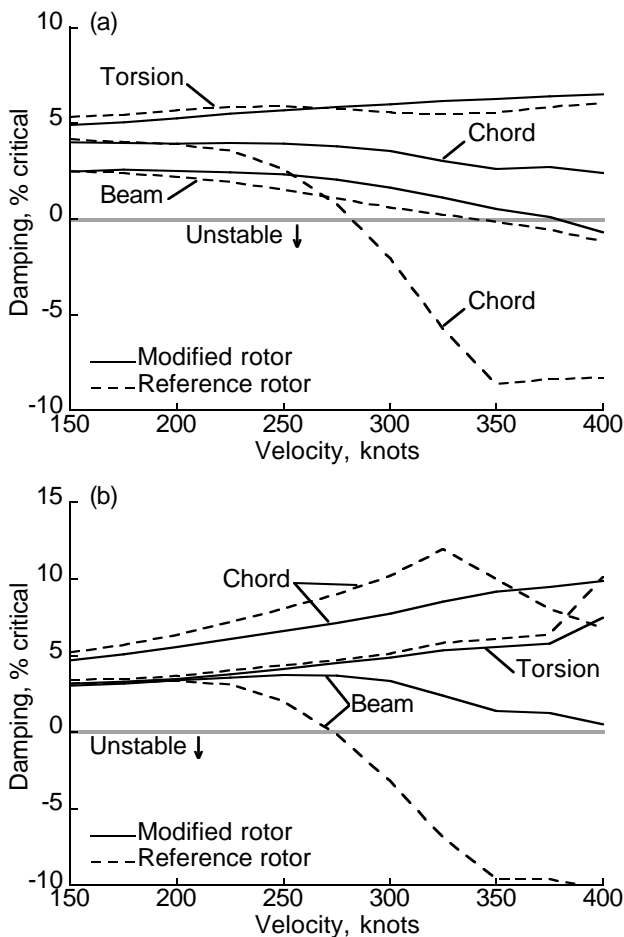 10
(a)
Torsion
5
Chord
Beam
0
Unstable
Chord
-5
Modified rotor
Reference rotor
-10
150 200 250 300 350 400
Velocity, knots
Damping, % critical
15
(b)
10
Chord
5
Torsion
Beam
0
Unstable
-5
Modified rotor
Reference rotor
-10
150 200 250 300 350 400
Velocity, knots
Damping, % critical